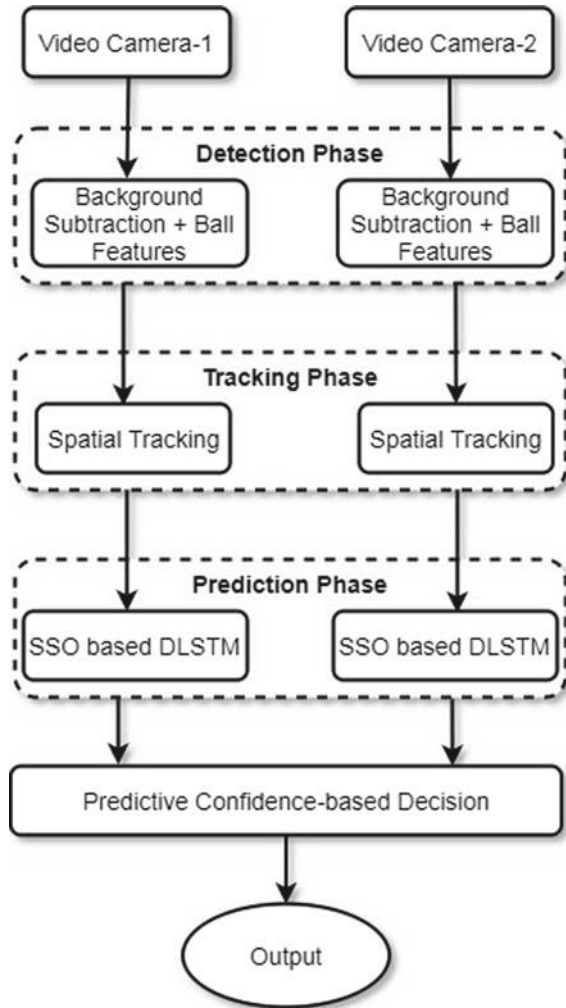 Video Camera-1
Video Camera-2
Detection Phase
Background
Subtraction + Ball
Features
Background
Subtraction + Ball
Features
Tracking Phase
Spatial Tracking
Spatial Tracking
Prediction Phase
SSO based DLSTM
SSO based DLSTM
Predictive Confidence-based Decision
Output